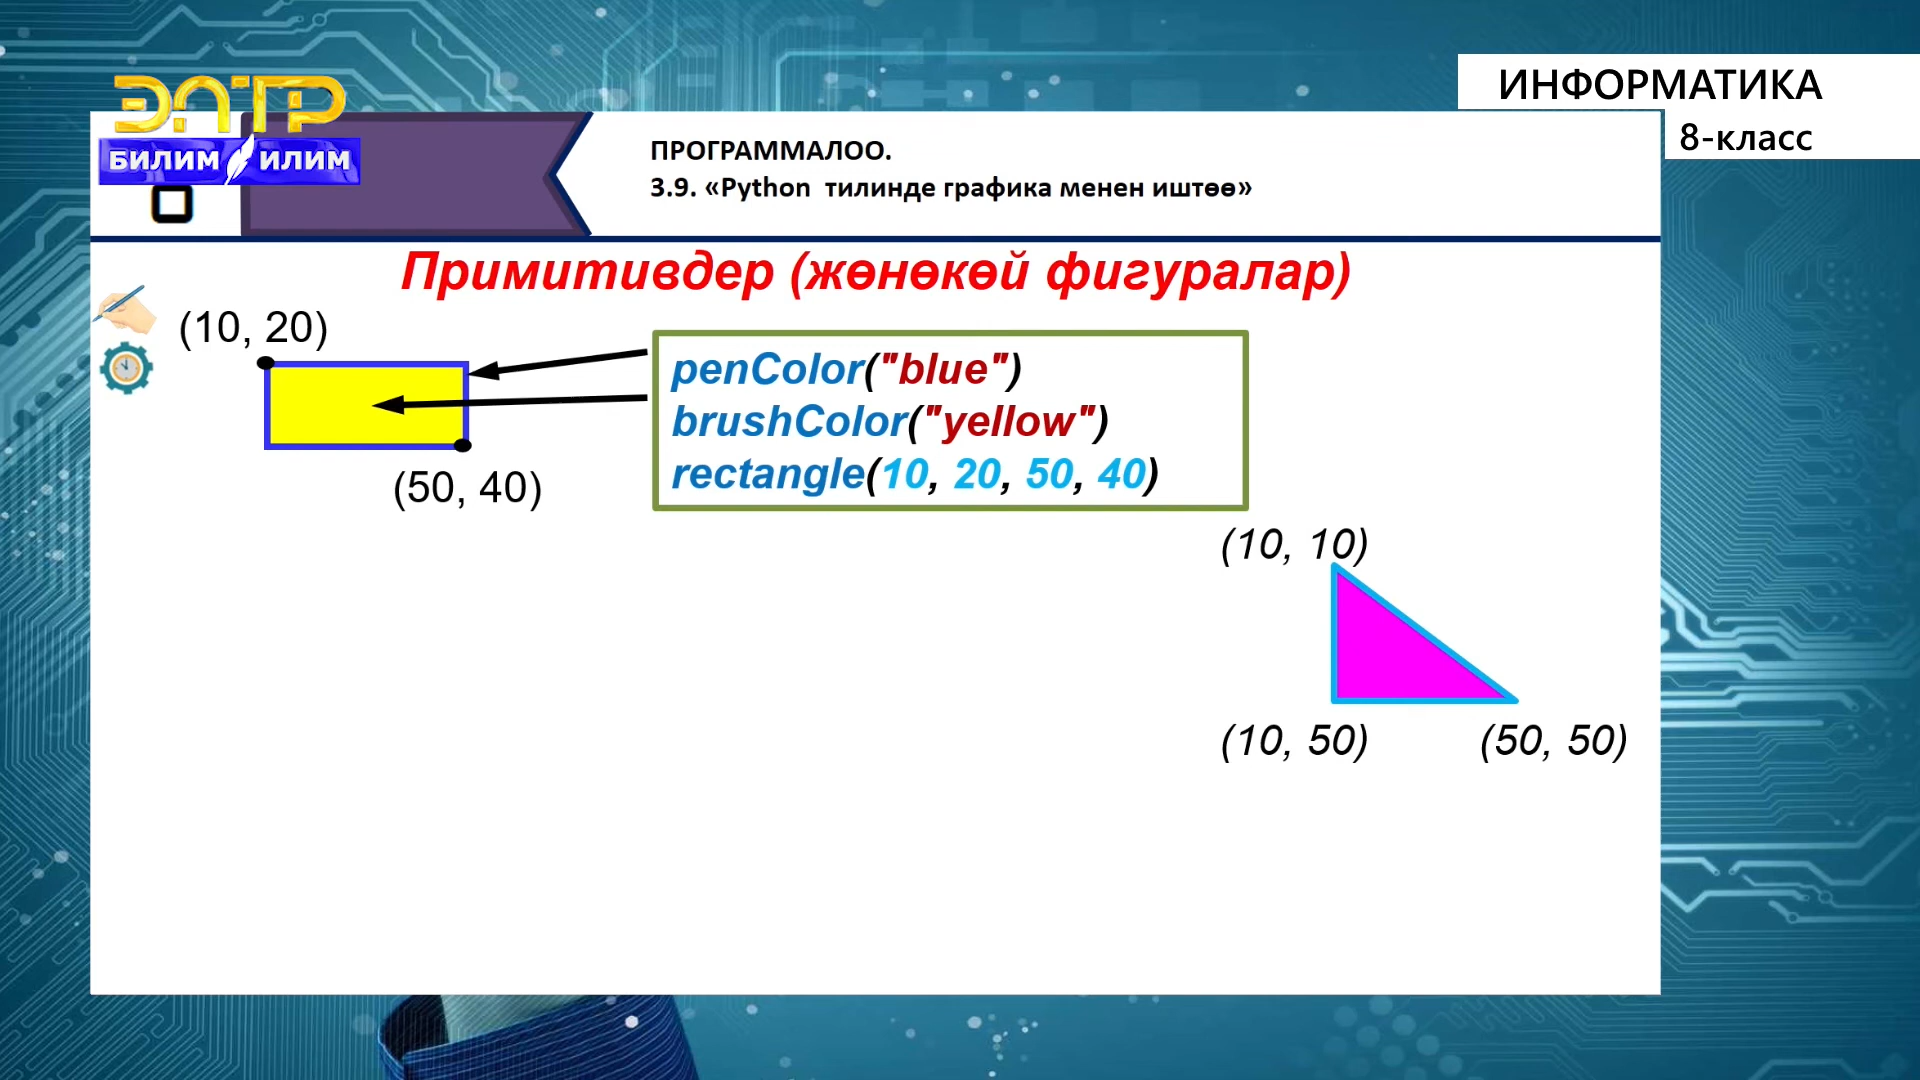 ЭЛТР
БИЛИМ ИЛИМ
ИНФОРМАТИКА
8-класс
ПРОГРАММАЛОО.
3.9. «Python тилинде графика менен иштөө»
Примитивдер (жөнөкөй фигуралар)
(10, 20)
(50, 40)
penColor("blue")
brushColor("yellow")
rectangle(10, 20, 50, 40)
(10, 10)
(10, 50)
(50, 50)